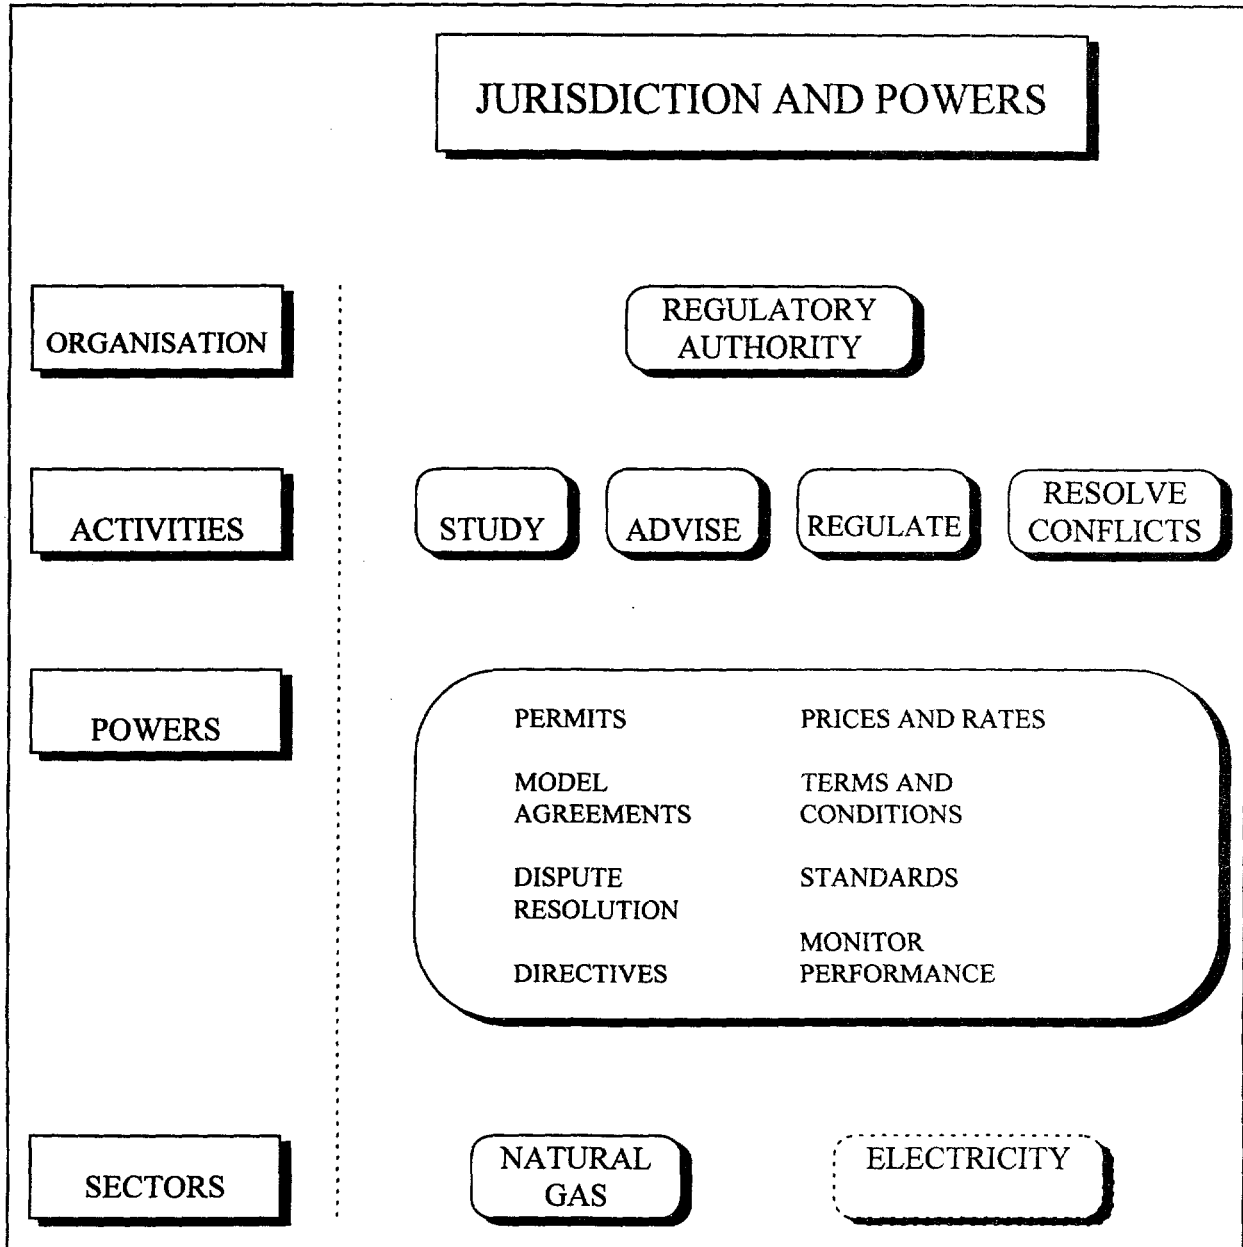 JURISDICTION AND POWERS
ORGANISATION
REGULATORY
AUTHORITY
ACTIVITIES
STUDY
ADVISE
REGULATE
RESOLVE
CONFLICTS
POWERS
PERMITS
PRICES AND RATES
MODEL
AGREEMENTS
TERMS AND
CONDITIONS
DISPUTE
RESOLUTION
STANDARDS
DIRECTIVES
MONITOR
PERFORMANCE
SECTORS
NATURAL
GAS
ELECTRICITY